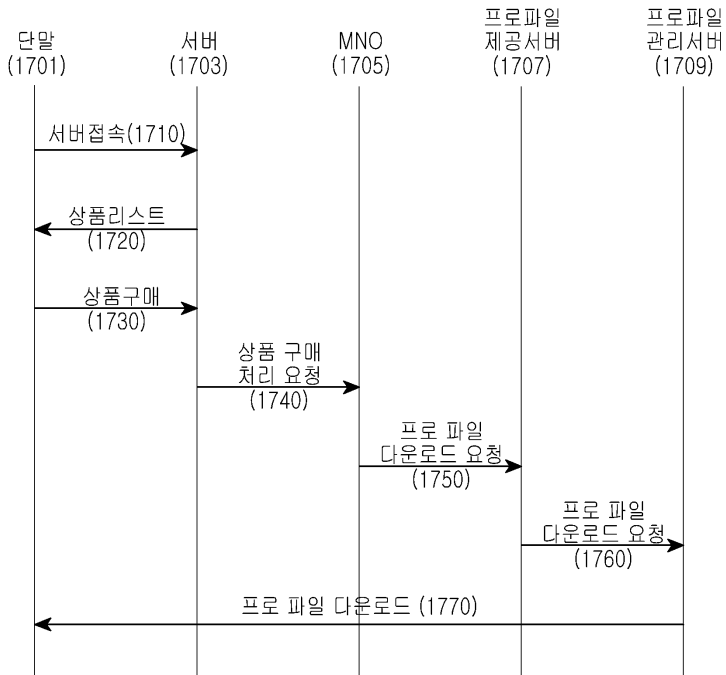 단말
(1701)
서버
(1703)
MNO
(1705)
프로파일
제공서버
(1707)
프로파일
관리서버
(1709)
서버접속(1710)
상품리스트
(1720)
상품구매
(1730)
상품 구매
처리 요청
(1740)
프로 파일
다운로드 요청
(1750)
프로 파일
다운로드 요청
(1760)
프로 파일 다운로드 (1770)